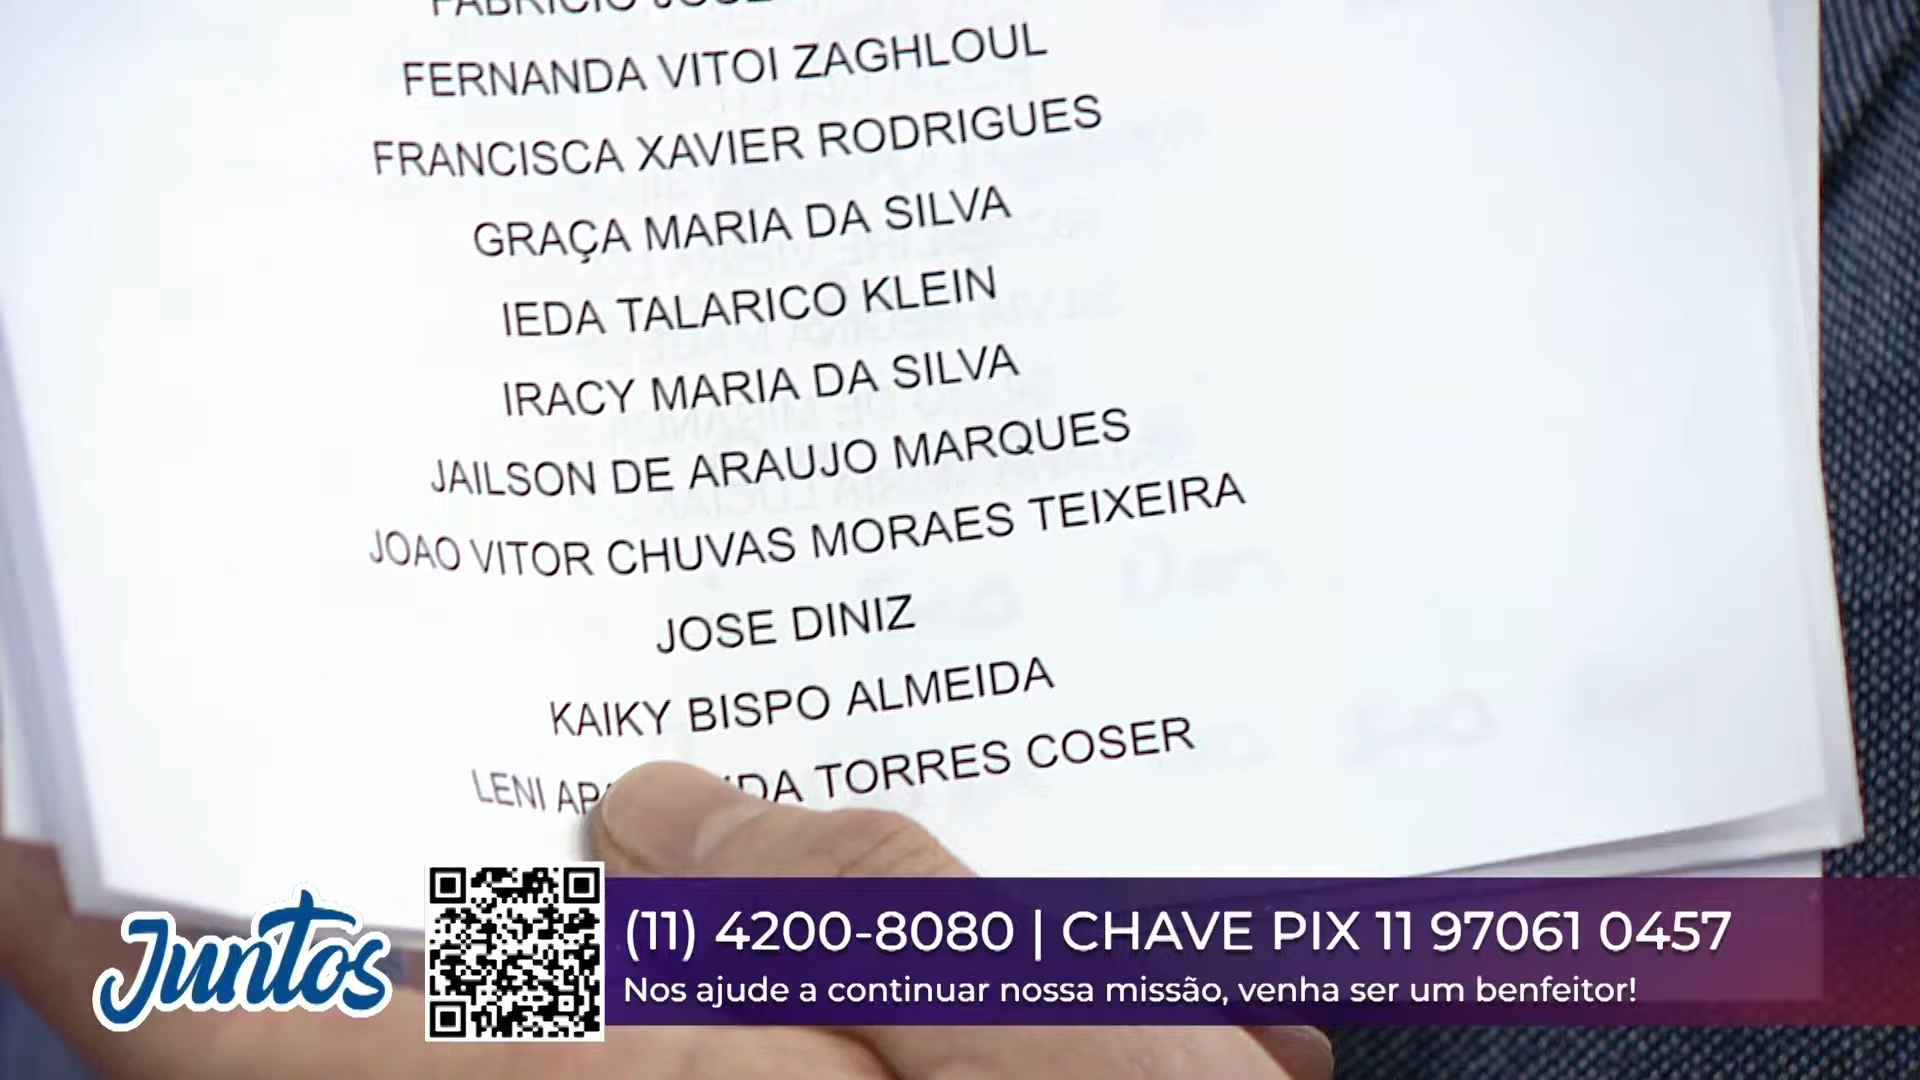 FABRICIO JOSE
FERNANDA VITOI ZAGHLOUL
FRANCISCA XAVIER RODRIGUES
GRAÇA MARIA DA SILVA
IEDA TALARICO KLEIN
IRACY MARIA DA SILVA
JAILSON DE ARAUJO MARQUES
JOAO VITOR CHUVAS MORAES TEIXEIRA
JOSE DINIZ
KAIKY BISPO ALMEIDA
LENI TORRES COSER
Juntos
(11) 4200-8080 | CHAVE PIX 11 97061 0457
Nos ajude a continuar nossa missão, venha ser um benfeitor!